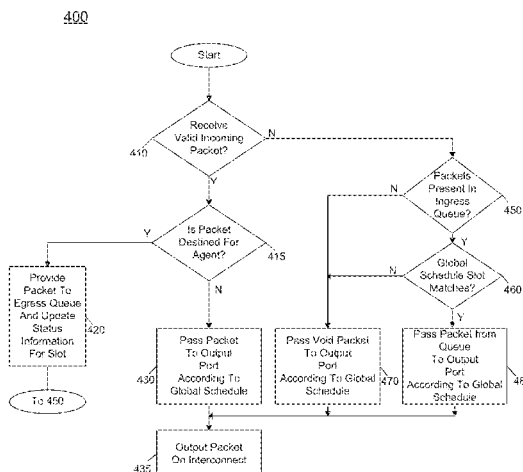 400
Start
Receive
Valid Incoming
Packet?
410
N
Y
Packets
Present In
Ingress
Queue?
450
N
Y
Is Packet
Destined For
Agent?
415
Y
N
Global
Schedule Slot
Matches?
460
N
Y
Provide
Packet To
Egress Queue
And Update
Status
Information
For Slot
420
To 450
Pass Packet
To Output
Port
According To
Global Schedule
430
Pass Void Packet
To Output
Port
According To Global
Schedule
470
Pass Packet from
Queue
To Output
Port
According To Global
Schedule
Output Packet
On Interconnect
435